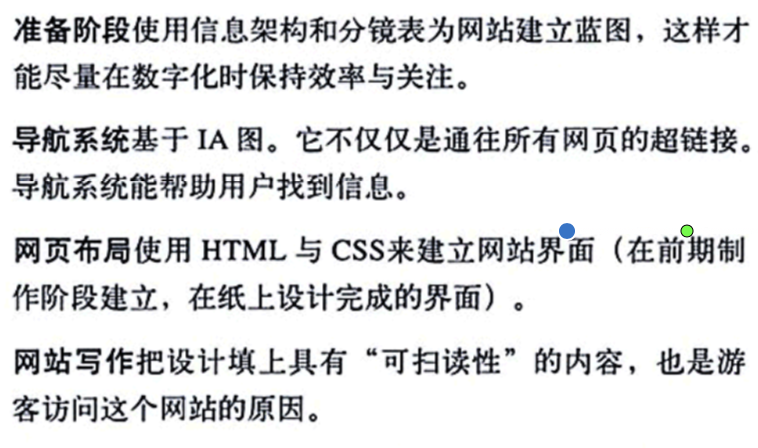 准备阶段使用信息架构和分镜表为网站建立蓝图，这样才
能尽量在数字化时保持效率与关注。
导航系统基于 IA 图。它不仅仅是通往所有网页的超链接。
导航系统能帮助用户找到信息。
网页布局使用 HTML 与 CSS来建立网站界面（在前期制
作阶段建立，在纸上设计完成的界面）。
网站写作把设计填上具有“可扫读性”的内容，也是游
客访问这个网站的原因。